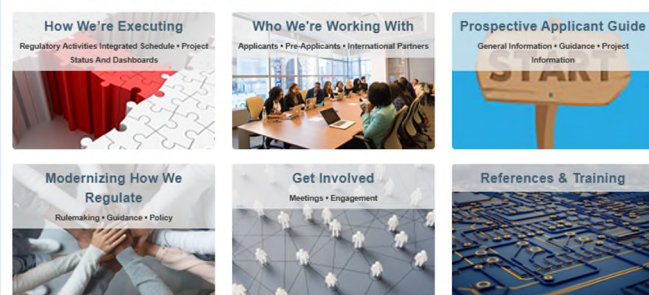 How We're Executing
Regulatory Activities Integrated Schedule • Project
Status And Dashboards
Who We're Working With
Applicants • Pre-Applicants • International Partners
Prospective Applicant Guide
General Information • Guidance • Project
Information
START
Modernizing How We
Regulate
Rulemaking • Guidance • Policy
Get Involved
Meetings • Engagement
References & Training